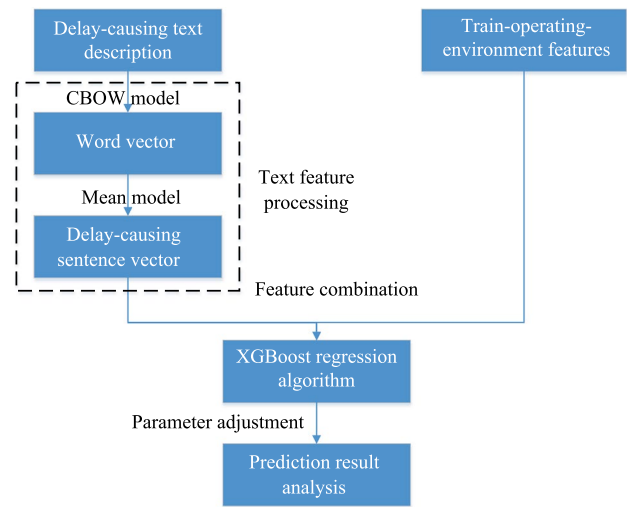 Delay-causing text
description
Train-operating-
environment features
CBOW model
Word vector
Mean model
Delay-causing
sentence vector
Text feature
processing
Feature combination
XGBoost regression
algorithm
Parameter adjustment
Prediction result
analysis